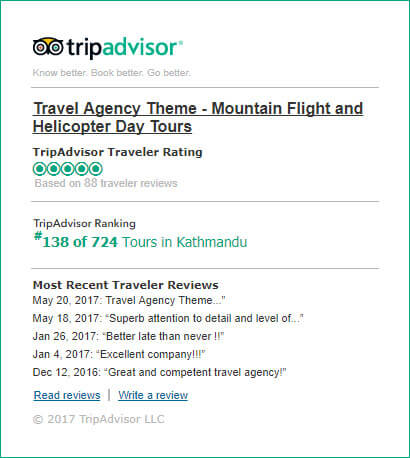 tripadvisor®
Know better. Book better. Go better.
Travel Agency Theme - Mountain Flight and
Helicopter Day Tours
TripAdvisor Traveler Rating
Based on 88 traveler reviews
TripAdvisor Ranking
#138 of 724 Tours in Kathmandu
Most Recent Traveler Reviews
May 20, 2017: Travel Agency Theme...”
May 18, 2017: “Superb attention to detail and level of...”
Jan 26, 2017: “Better late than never !!”
Jan 4, 2017: “Excellent company!!!”
Dec 12, 2016: “Great and competent travel agency!”
Read reviews | Write a review
© 2017 TripAdvisor LLC